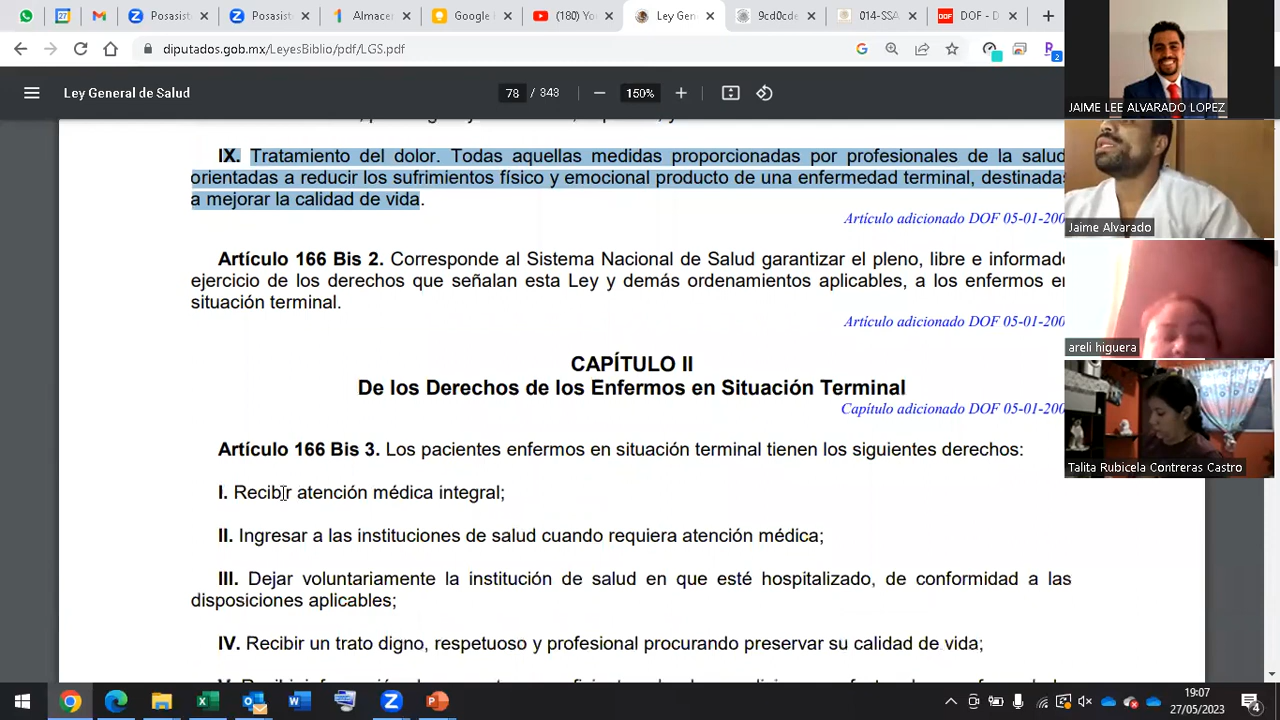 Posasist
Posasist
Almacer
Google
(180) Yo
Ley Gen
9cd0cde
014-SSA
DOF - D
diputados.gob.mx/LeyesBiblio/pdf/LGS.pdf
2
Ley General de Salud
78 / 343
150%
JAIME LEE ALVARADO LOPEZ
IX. Tratamiento del dolor. Todas aquellas medidas proporcionadas por profesionales de la salud
orientadas a reducir los sufrimientos físico y emocional producto de una enfermedad terminal, destinadas
a mejorar la calidad de vida.
Artículo adicionado DOF 05-01-200
Jaime Alvarado
Artículo 166 Bis 2. Corresponde al Sistema Nacional de Salud garantizar el pleno, libre e informado
ejercicio de los derechos que señalan esta Ley y demás ordenamientos aplicables, a los enfermos en
situación terminal.
Artículo adicionado DOF 05-01-200
areli higuera
CAPÍTULO II
De los Derechos de los Enfermos en Situación Terminal
Capítulo adicionado DOF 05-01-200
Artículo 166 Bis 3. Los pacientes enfermos en situación terminal tienen los siguientes derechos:
Talita Rubicela Contreras Castro
I. Recibir atención médica integral;
II. Ingresar a las instituciones de salud cuando requiera atención médica;
III. Dejar voluntariamente la institución de salud en que esté hospitalizado, de conformidad a las
disposiciones aplicables;
IV. Recibir un trato digno, respetuoso y profesional procurando preservar su calidad de vida;
19:07
27/05/2023
4